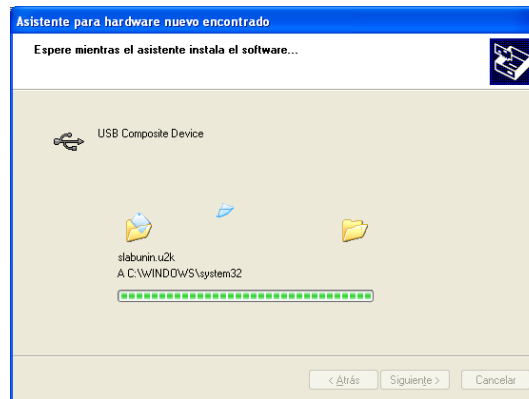 Asistente para hardware nuevo encontrado
Espere mientras el asistente instala el software...
USB Composite Device
slabunin.u2k
A C:\WINDOWS\system32
< Atrás
Siguiente >
Cancelar